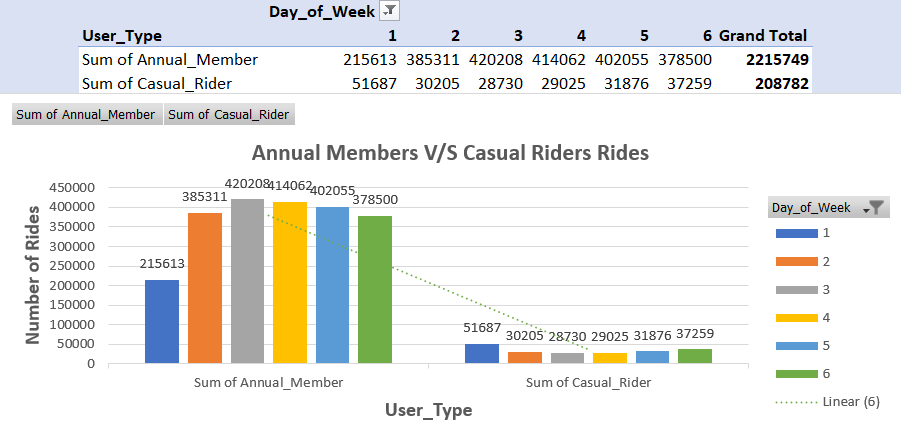 Day_of_Week
User_Type 1 2 3 4 5 6 Grand Total
Sum of Annual_Member 215613 385311 420208 414062 402055 378500 2215749
Sum of Casual_Rider 51687 30205 28730 29025 31876 37259 208782
Sum of Annual_Member Sum of Casual_Rider
Annual Members V/S Casual Riders Rides
Number of Rides
450000
400000
350000
300000
250000
200000
150000
100000
50000
0
215613
385311
420208
414062
402055
378500
51687
30205
28730
29025
31876
37259
Sum of Annual_Member
Sum of Casual_Rider
User_Type
Day_of_Week
1
2
3
4
5
6
Linear (6)